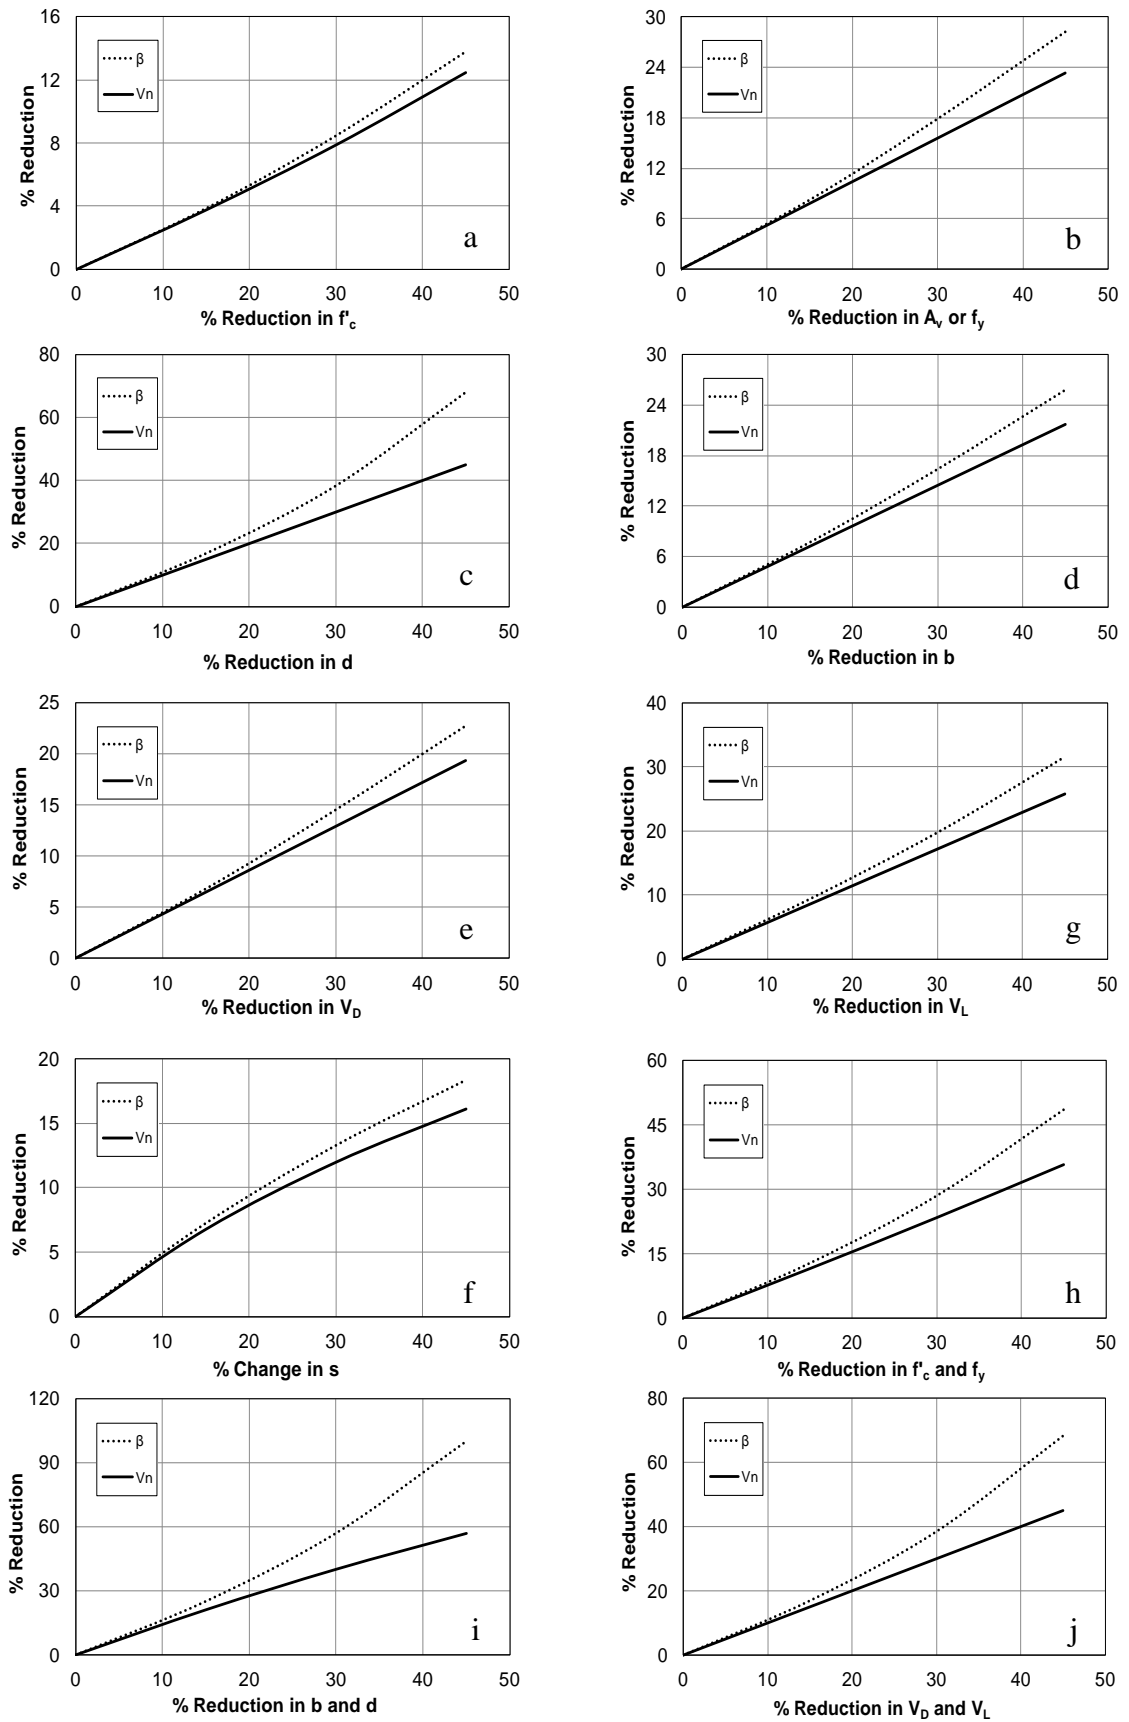 16
12
8
4
0
% Reduction
β
Vn
a
0 10 20 30 40 50
% Reduction in f'c
30
24
18
12
6
0
% Reduction
β
Vn
b
0 10 20 30 40 50
% Reduction in Av or fy
80
60
40
20
0
% Reduction
β
Vn
c
0 10 20 30 40 50
% Reduction in d
30
24
18
12
6
0
% Reduction
β
Vn
d
0 10 20 30 40 50
% Reduction in b
25
20
15
10
5
0
% Reduction
β
Vn
e
0 10 20 30 40 50
% Reduction in VD
40
30
20
10
0
% Reduction
β
Vn
g
0 10 20 30 40 50
% Reduction in VL
20
15
10
5
0
% Reduction
β
Vn
f
0 10 20 30 40 50
% Change in s
60
45
30
15
0
% Reduction
β
Vn
h
0 10 20 30 40 50
% Reduction in f'c and fy
120
90
60
30
0
% Reduction
β
Vn
i
0 10 20 30 40 50
% Reduction in b and d
80
60
40
20
0
% Reduction
β
Vn
j
0 10 20 30 40 50
% Reduction in VD and VL